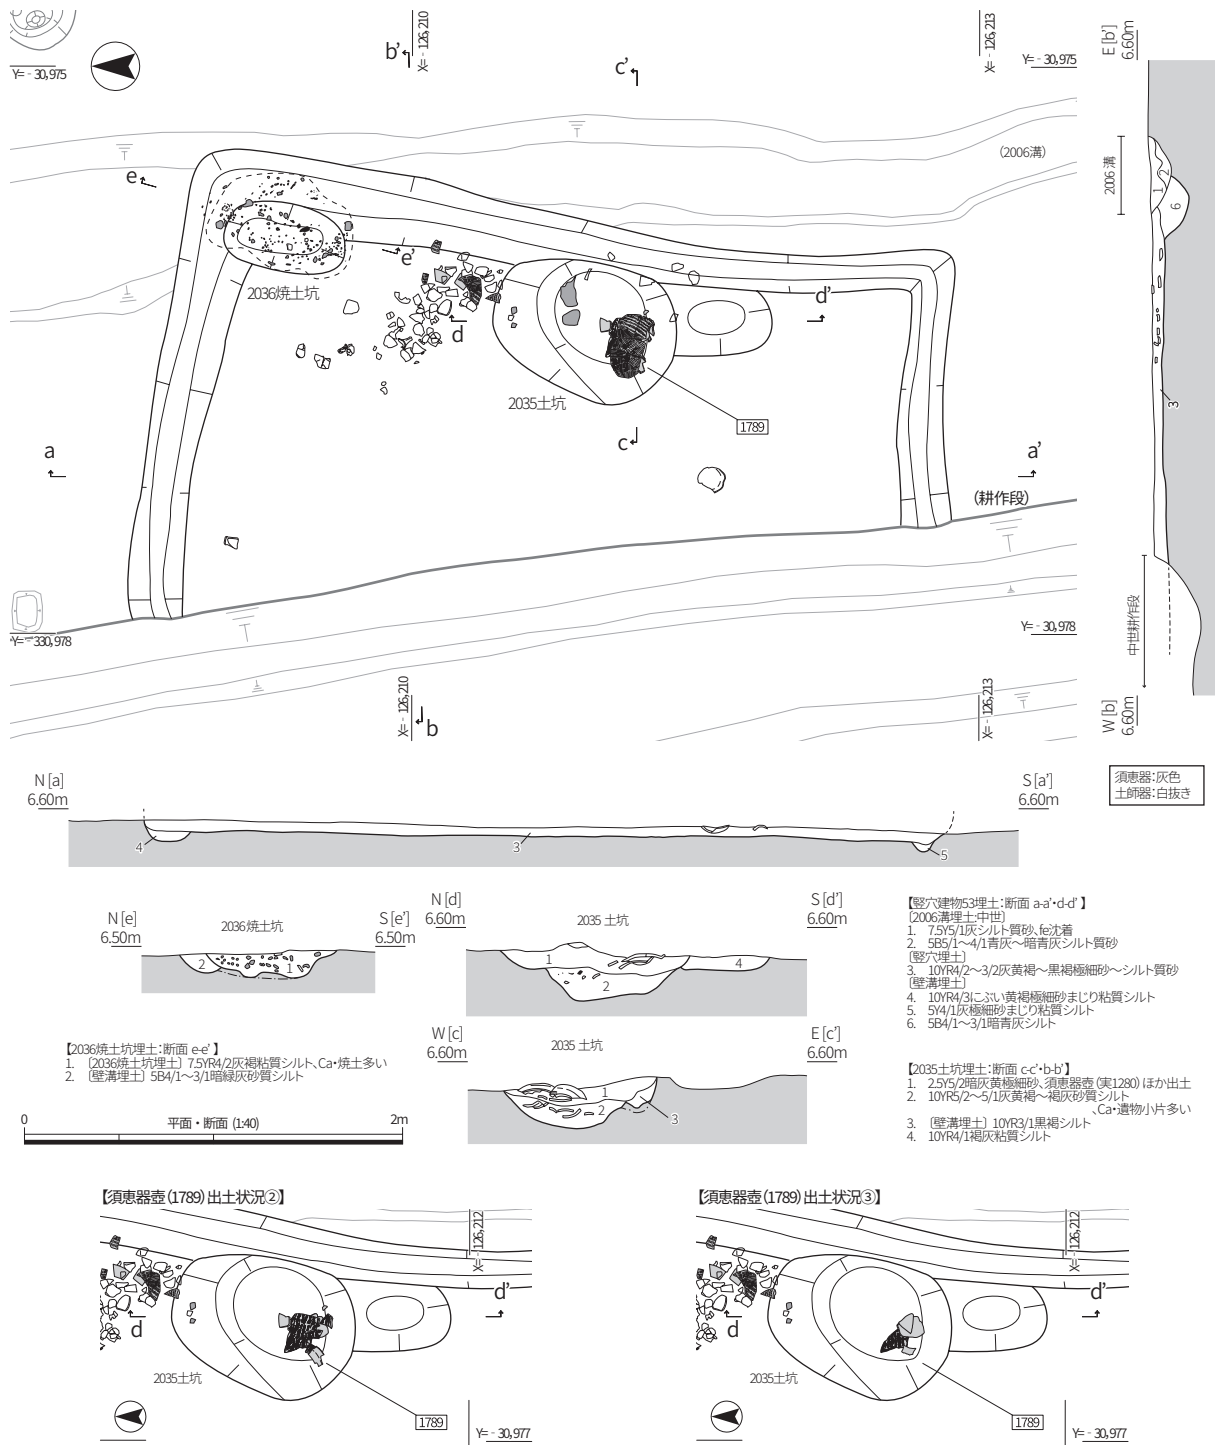 b'
X=－126,210
c'
X=－126,213
Y=－30,975
Y=－30,975
E [b']
6.60m
(2006溝)
e
e'
2006 溝
1
2
6
2036焼土坑
d
d'
2035土坑
3
1789
c
a
a'
(耕作段)
中世耕作段
Y=－330,978
Y=－30,978
X=－126,210
b
X=－126,213
W [b]
6.60m
N [a]
6.60m
S [a']
6.60m
須恵器:灰色
土師器:白抜き
4
3
5
N [e]
6.50m
2036焼土坑
S [e']
6.50m
2
1
N [d]
6.60m
2035 土坑
S [d']
6.60m
1
2
4
W [c]
6.60m
2035 土坑
E [c']
6.60m
1
2
3
【竪穴建物53埋土:断面 a-a'・d-d' 】
〔2006溝埋土:中世〕
1. 7.5Y5/1灰シルト質砂、fe沈着
2. 5B5/1～4/1青灰～暗青灰シルト質砂
〔竪穴埋土〕
3. 10YR4/2～3/2灰黄褐～黒褐極細砂～シルト質砂
〔壁溝埋土〕
4. 10YR4/3にぶい黄褐極細砂まじり粘質シルト
5. 5Y4/1灰極細砂まじり粘質シルト
6. 5B4/1～3/1暗青灰シルト
【2036焼土坑埋土:断面 e-e' 】
1. 〔2036焼土坑埋土〕 7.5YR4/2灰褐粘質シルト、Ca・焼土多い
2. 〔壁溝埋土〕 5B4/1～3/1暗緑灰砂質シルト
【2035土坑埋土:断面 c-c'・b-b'】
1. 2.5Y5/2暗灰黄極細砂、須恵器壺（実1280）ほか出土
2. 10YR5/2～5/1灰黄褐～褐灰砂質シルト
、Ca・遺物小片多い
3. 〔壁溝埋土〕 10YR3/1黒褐シルト
4. 10YR4/1褐灰粘質シルト
0
平面・断面 (1:40)
2m
【須恵器壺（1789）出土状況②】
X=－126,212
d'
d
2035土坑
1789
Y=－30,977
【須恵器壺（1789）出土状況③】
X=－126,212
d'
d
2035土坑
1789
Y=－30,977